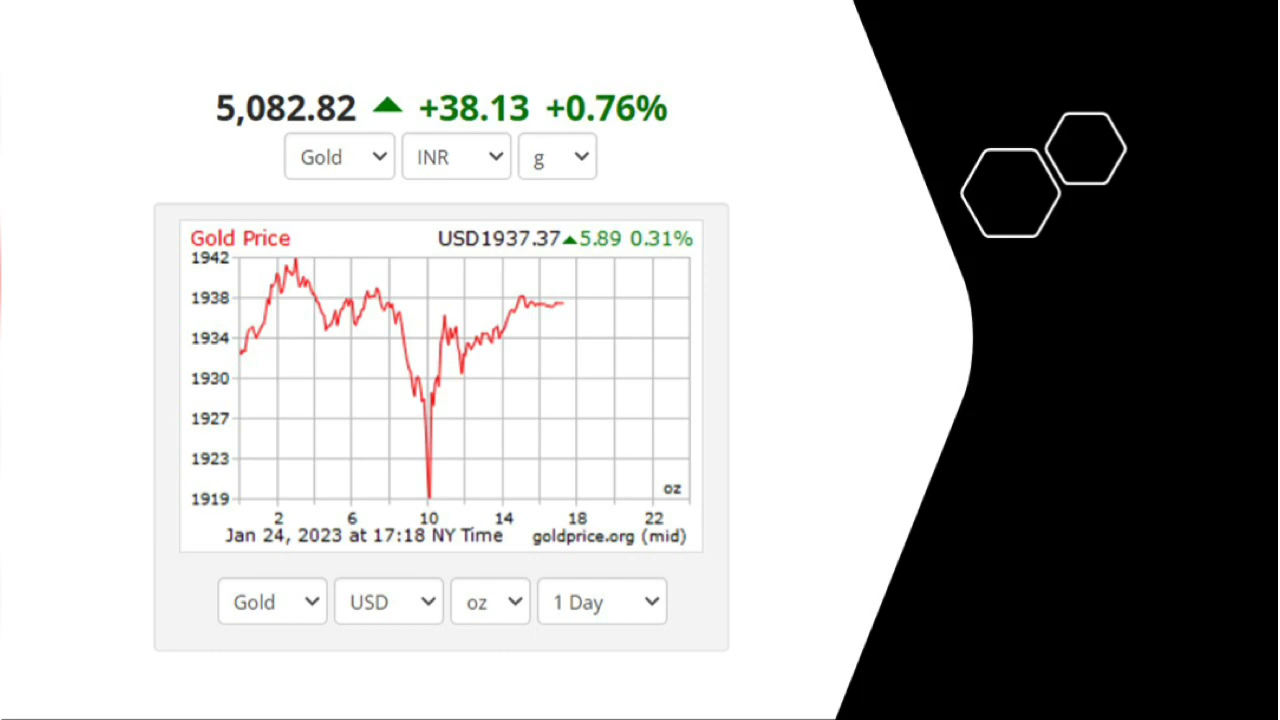 5,082.82 ▲ +38.13 +0.76%
Gold INR g
Gold Price USD1937.37▲5.89 0.31%
1942
1938
1934
1930
1927
1923
1919
oz
2 6 10 14 18 22
Jan 24, 2023 at 17:18 NY Time goldprice.org (mid)
Gold USD oz 1 Day